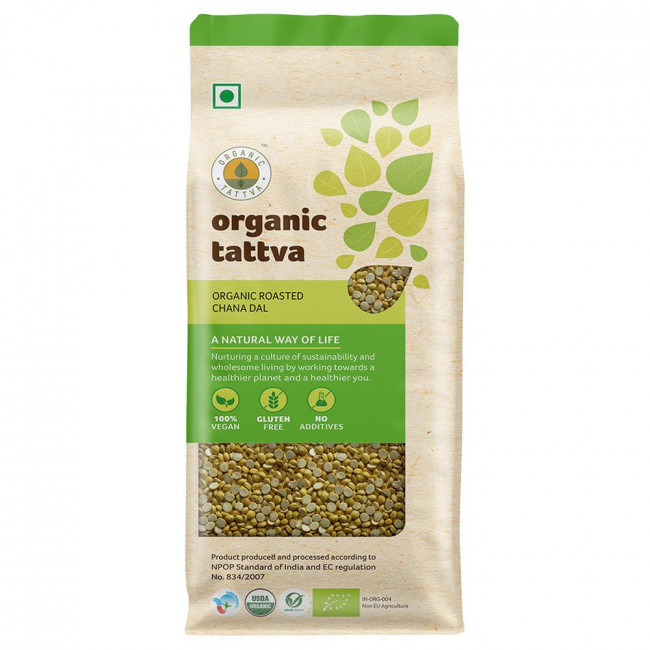 ORGANIC
TATTVA
TM
organic
tattva
ORGANIC ROASTED
CHANA DAL
A NATURAL WAY OF LIFE
Nurturing a culture of sustainability and
wholesome living by working towards a
healthier planet and a healthier you.
100%
VEGAN
GLUTEN
FREE
NO
ADDITIVES
Product produced and processed according to
NPOP Standard of India and EC regulation
No. 834/2007
USDA
ORGANIC
IN-ORG-004
Non EU Agriculture